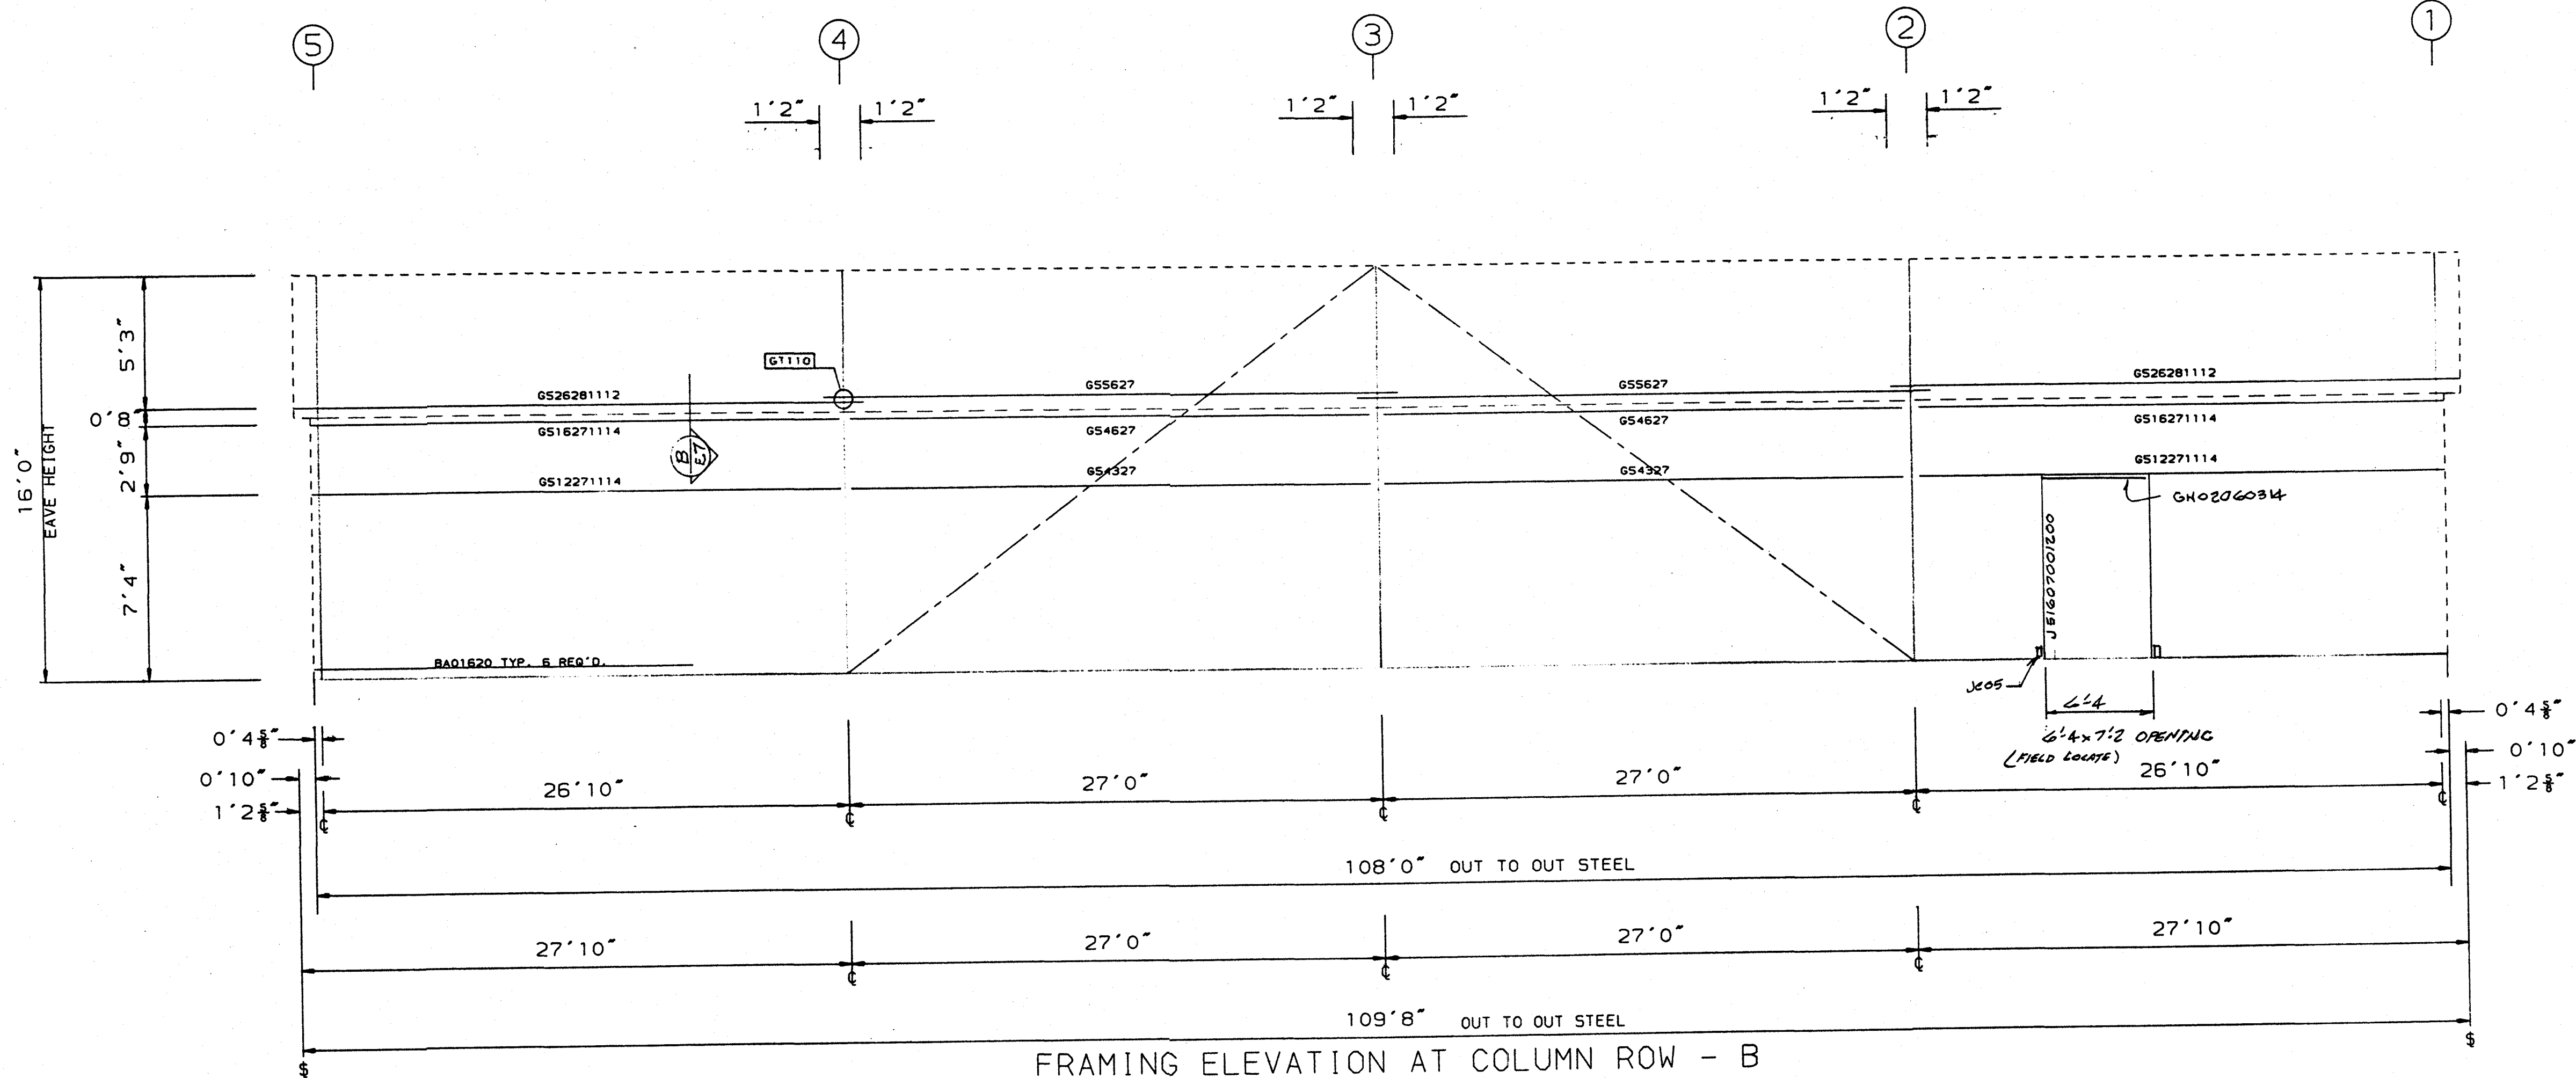 5 4 3 2 1
1'2" 1'2" 1'2" 1'2" 1'2" 1'2"
16'0"
EAVE HEIGHT
5'3"
0'8"
2'9"
7'4"
GT110
GS26281112 GS5627 GS5627 GS26281112
GS16271114 GS4627 GS4627 GS16271114
B
E7
GS12271114 GS4327 GS4327 GS12271114
GH02060314
JS1607001200
BA01620 TYP. 6 REQ'D.
JC05
6'-4
6'-4 x 7'-2 OPENING
(FIELD LOCATE)
0'4⅝" 0'4⅝"
0'10" 0'10"
1'2⅝" 26'10" 27'0" 27'0" 26'10" 1'2⅝"
108'0" OUT TO OUT STEEL
27'10" 27'0" 27'0" 27'10"
109'8" OUT TO OUT STEEL
FRAMING ELEVATION AT COLUMN ROW - B